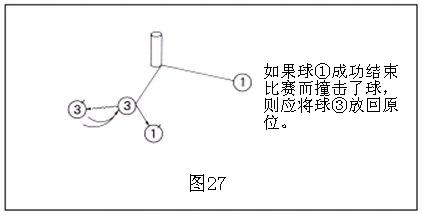 ①
如果球①成功结束
比赛而撞击了球，
则应将球③放回原
位。
③ ③
①
图27